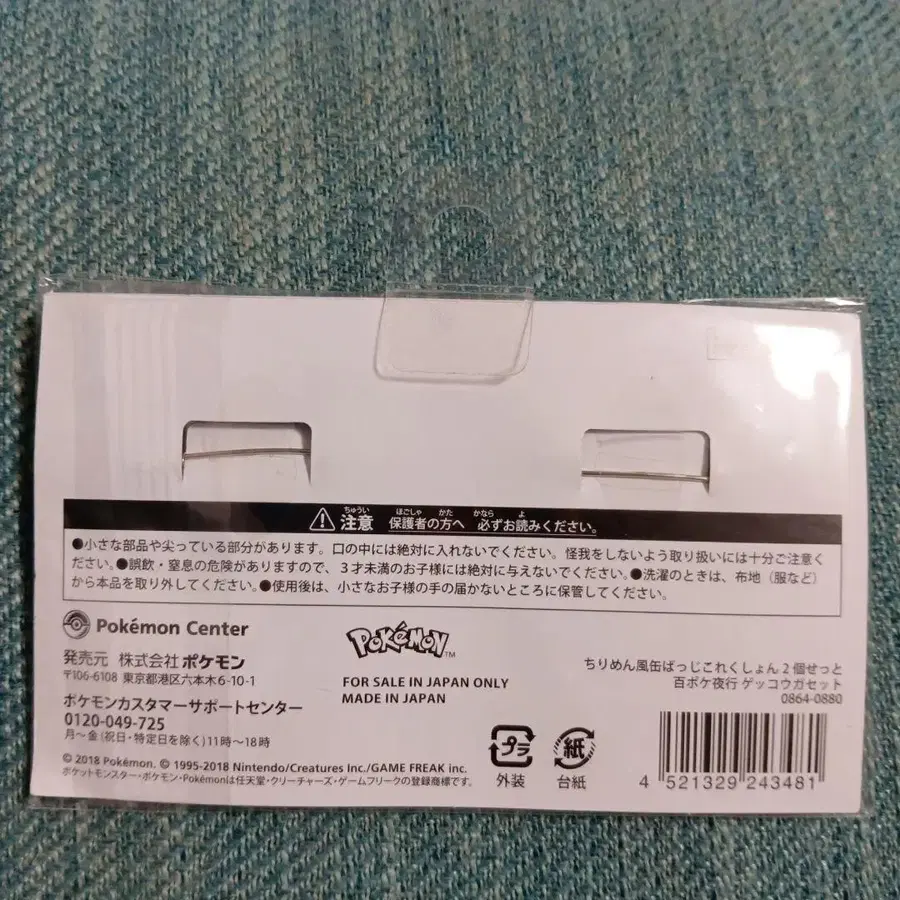 注意 保護者の方へ 必ずお読みください。
●小さな部品や尖っている部分があります。口の中には絶対に入れないでください。怪我をしないよう取り扱いには十分ご注意く
ださい。●誤飲・窒息の危険がありますので、3才未満のお子様には絶対に与えないでください。●洗濯のときは、布地(服など)
から本品を取り外してください。●使用後は、小さなお子様の手の届かないところに保管してください。
Pokémon Center
発売元 株式会社ポケモン
〒106-6108 東京都港区六本木6-10-1
ポケモンカスタマーサポートセンター
0120-049-725
月~金(祝日・特定日を除く)11時~18時
© 2018 Pokémon. © 1995-2018 Nintendo/Creatures Inc./GAME FREAK inc.
ポケットモンスター・ポケモン・Pokémonは任天堂・クリーチャーズ・ゲームフリークの登録商標です。
POKéMON™
FOR SALE IN JAPAN ONLY
MADE IN JAPAN
ちりめん風缶ばっじこれくしょん2個せっと
百ポケ夜行 ゲッコウガセット
0864-0880
プラ
外装
紙
台紙
4 521329 243481